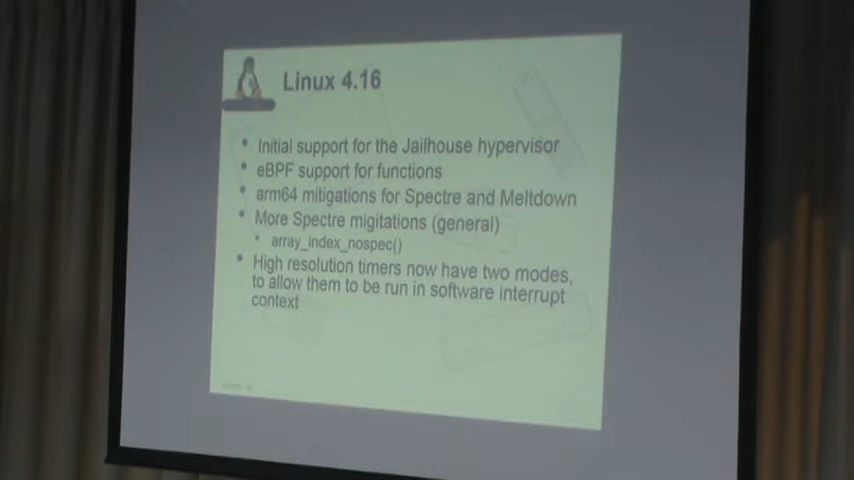 Linux 4.16
• Initial support for the Jailhouse hypervisor
• eBPF support for functions
• arm64 mitigations for Spectre and Meltdown
• More Spectre migitations (general)
• array_index_nospec()
• High resolution timers now have two modes,
to allow them to be run in software interrupt
context